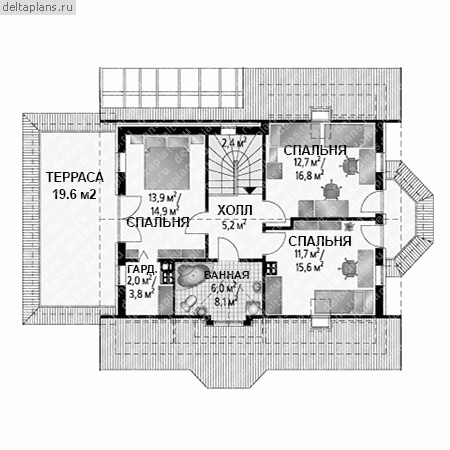 deltaplans.ru
2,4 м²
СПАЛЬНЯ
12,7 м²/
16,8 м²
ТЕРРАСА
19.6 м2
13,9 м²/
14,9 м²
СПАЛЬНЯ
ХОЛЛ
5,2 м²
СПАЛЬНЯ
11,7 м²/
15,6 м²
ГАРД.
2,0 м²/
3,8 м²
ВАННАЯ
6,0 м²/
8,1 м²